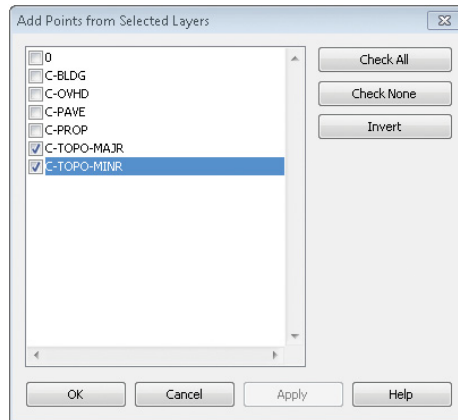 Add Points from Selected Layers
0
C-BLDG
C-OVHD
C-PAVE
C-PROP
C-TOPO-MAJR
C-TOPO-MINR
Check All
Check None
Invert
OK
Cancel
Apply
Help